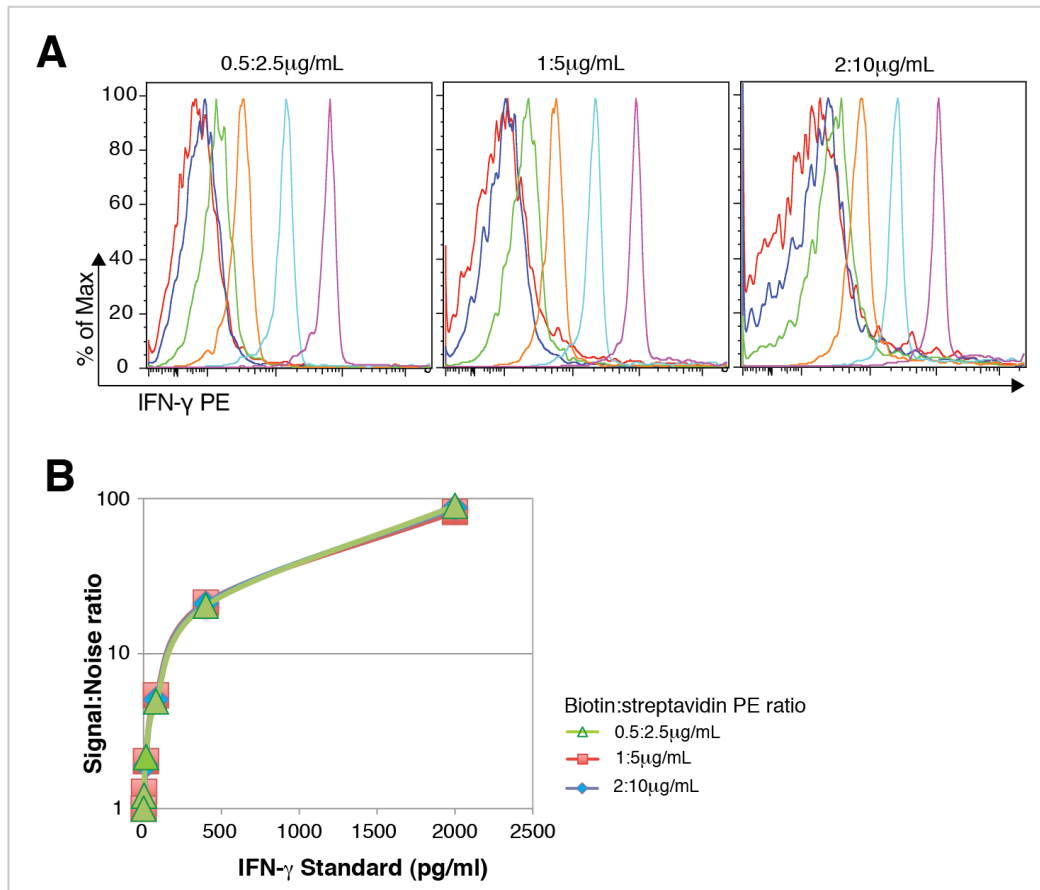 A
0.5:2.5µg/mL
1:5µg/mL
2:10µg/mL
100
80
60
40
20
0
% of Max
IFN-γ PE
B
100
10
1
Signal:Noise ratio
0
500
1000
1500
2000
2500
IFN-γ Standard (pg/ml)
Biotin:streptavidin PE ratio
0.5:2.5µg/mL
1:5µg/mL
2:10µg/mL